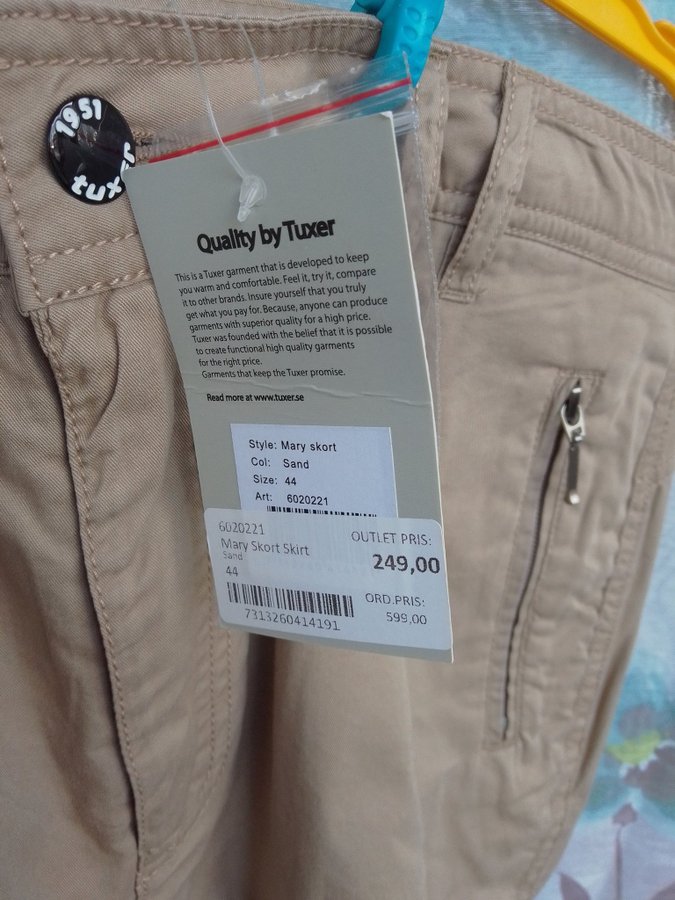 1951
tuxer
Quality by Tuxer
This is a Tuxer garment that is developed to keep
you warm and comfortable. Feel it, try it, compare
it to other brands. Insure yourself that you truly
get what you pay for. Because, anyone can produce
garments with superior quality for a high price.
Tuxer was founded with the belief that it is possible
to create functional high quality garments
for the right price.
Garments that keep the Tuxer promise.
Read more at www.tuxer.se
Style: Mary skort
Col: Sand
Size: 44
Art: 6020221
6020221
Mary Skort Skirt
Sand
44
OUTLET PRIS:
249,00
ORD.PRIS:
599,00
7313260414191